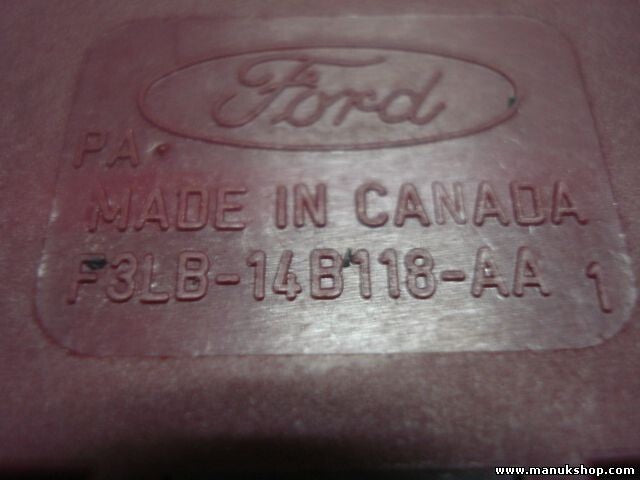 Ford
PA
MADE IN CANADA
F3LB-14B118-AA 1
www.manukshop.com